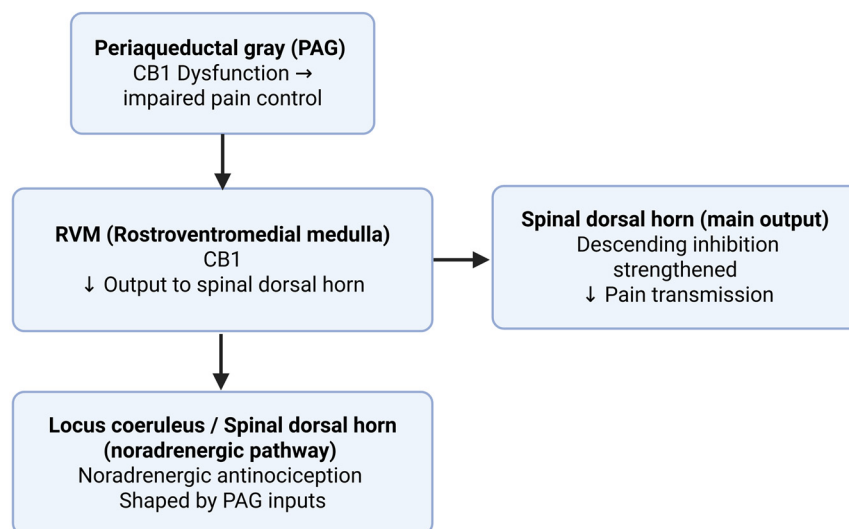 Periaqueductal gray (PAG)
CB1 Dysfunction →
impaired pain control
RVM (Rostroventromedial medulla)
CB1
↓ Output to spinal dorsal horn
Spinal dorsal horn (main output)
Descending inhibition
strengthened
↓ Pain transmission
Locus coeruleus / Spinal dorsal horn
(noradrenergic pathway)
Noradrenergic antinociception
Shaped by PAG inputs